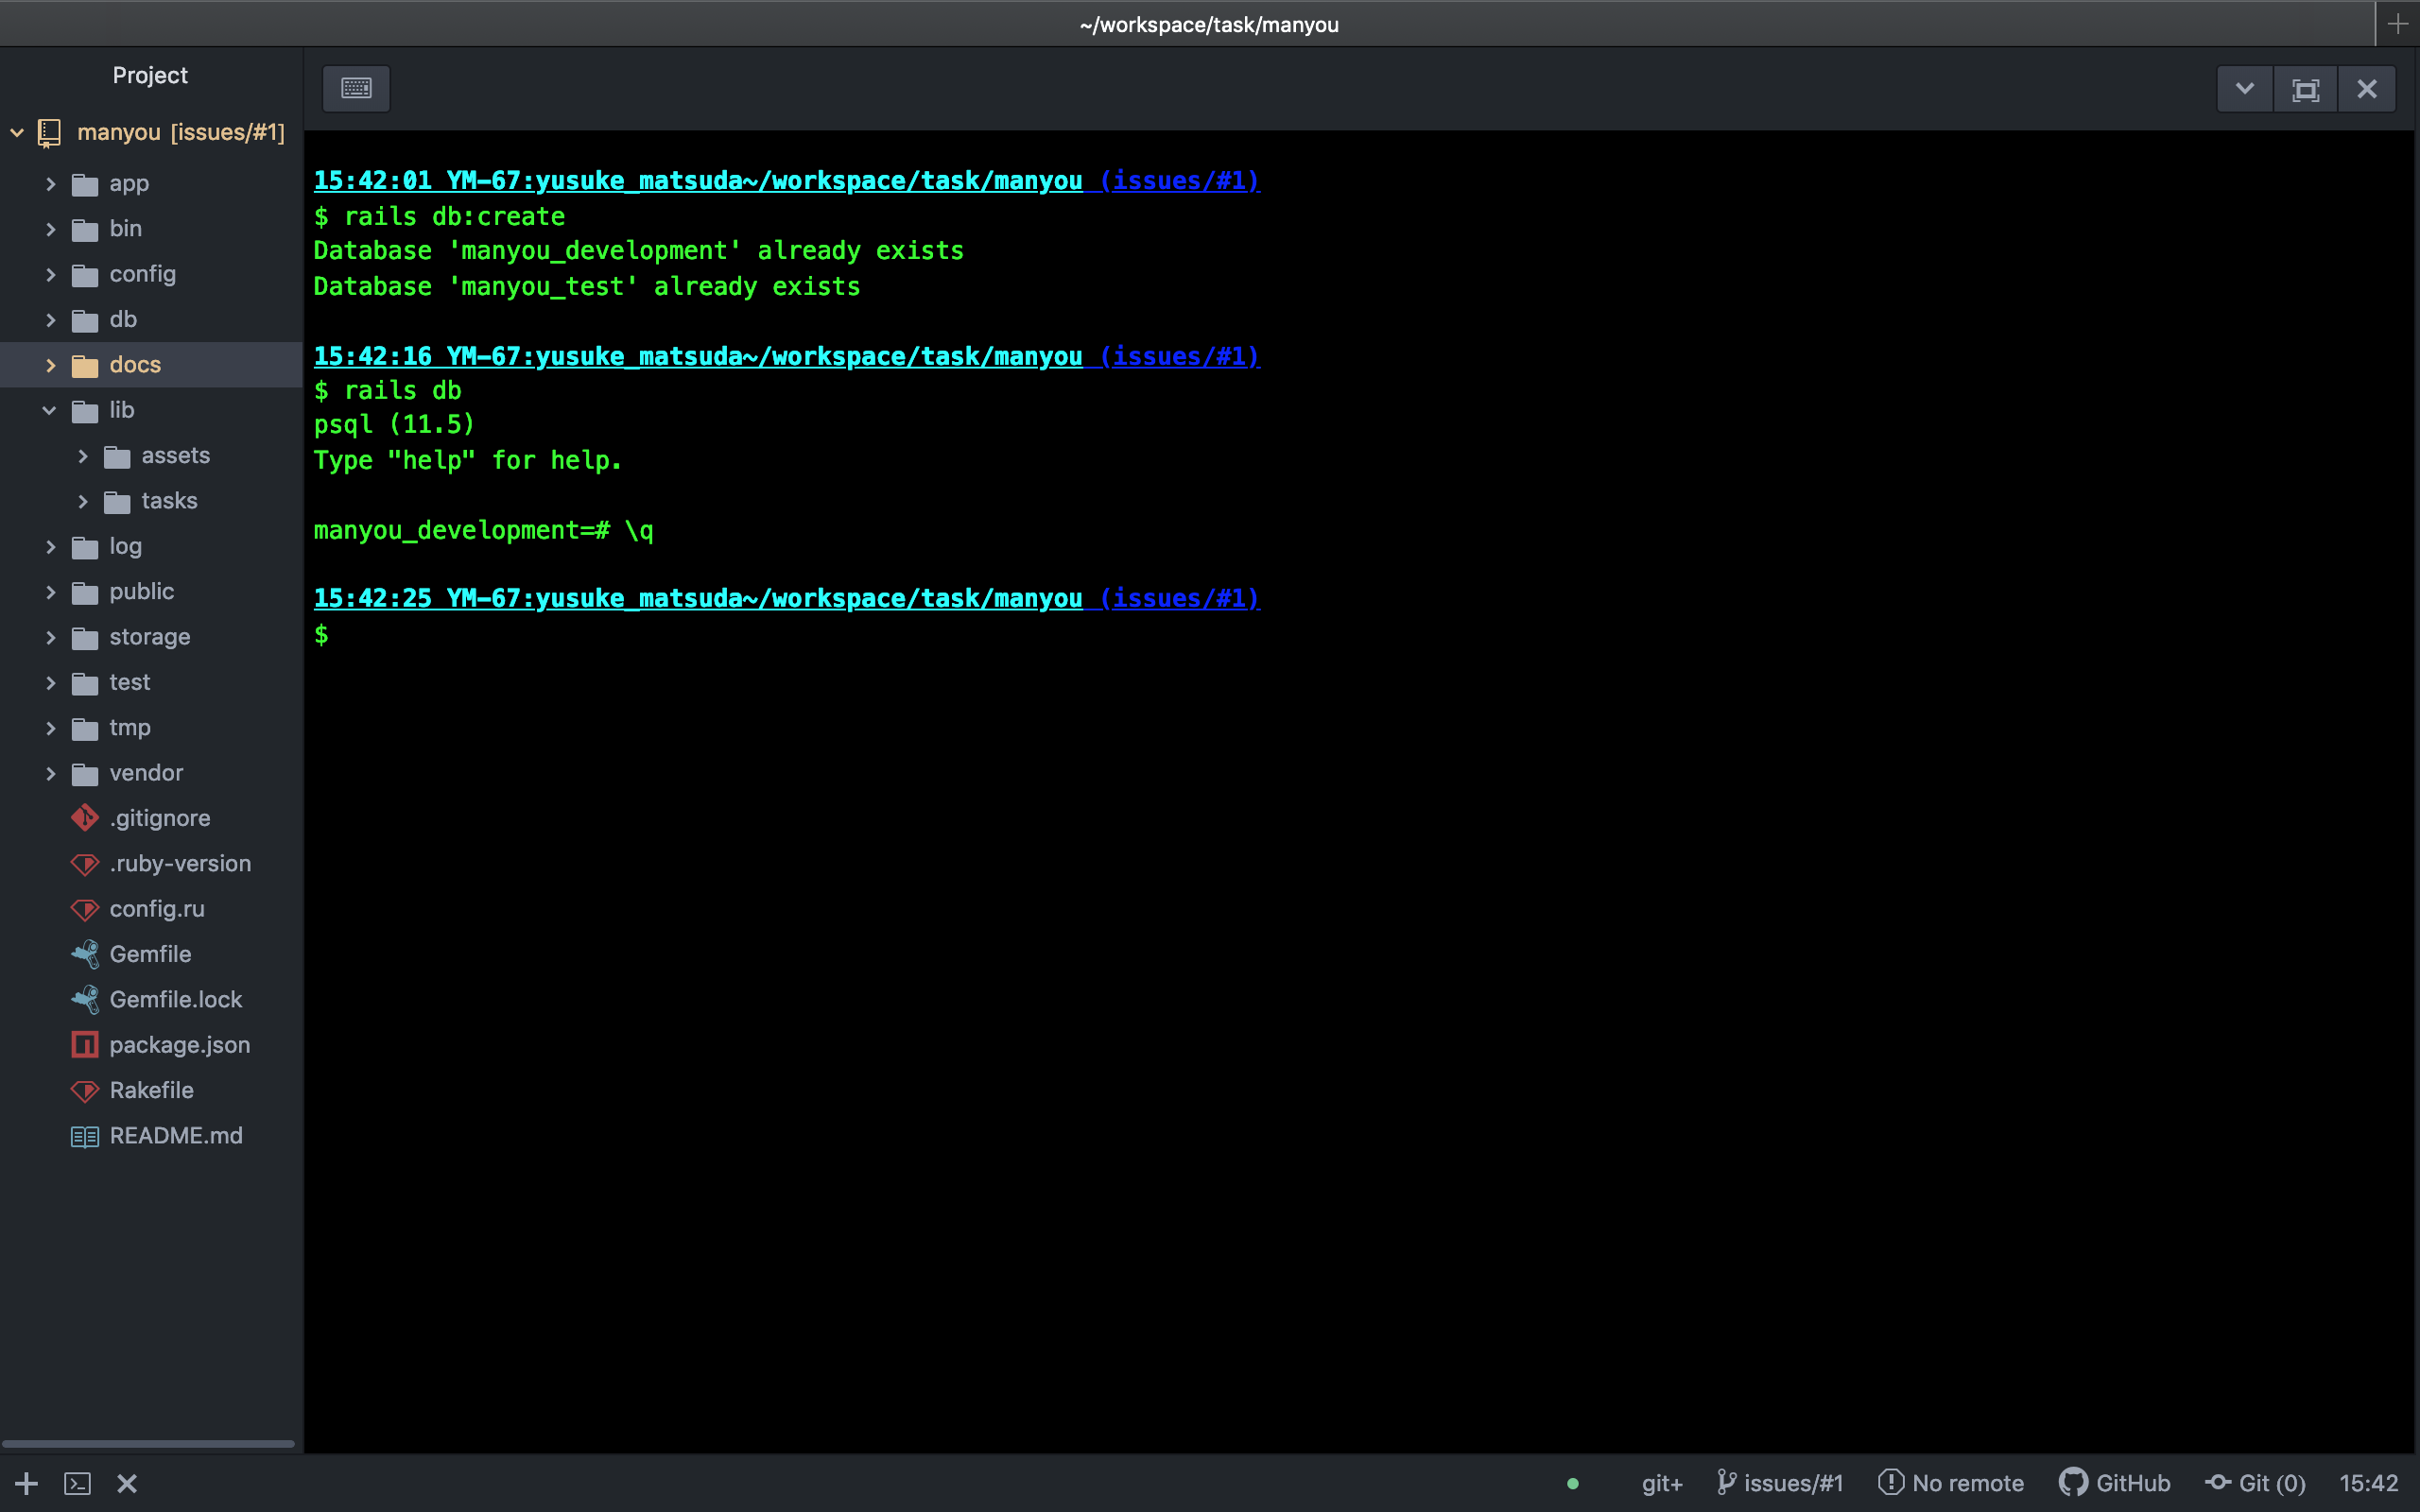 ~/workspace/task/manyou
Project
manyou [issues/#1]
app
bin
config
db
docs
lib
assets
tasks
log
public
storage
test
tmp
vendor
.gitignore
.ruby-version
config.ru
Gemfile
Gemfile.lock
package.json
Rakefile
README.md
15:42:01 YM-67:yusuke_matsuda~/workspace/task/manyou (issues/#1)
$ rails db:create
Database 'manyou_development' already exists
Database 'manyou_test' already exists
15:42:16 YM-67:yusuke_matsuda~/workspace/task/manyou (issues/#1)
$ rails db
psql (11.5)
Type "help" for help.
manyou_development=# \q
15:42:25 YM-67:yusuke_matsuda~/workspace/task/manyou (issues/#1)
$
git+ issues/#1 No remote GitHub Git (0) 15:42